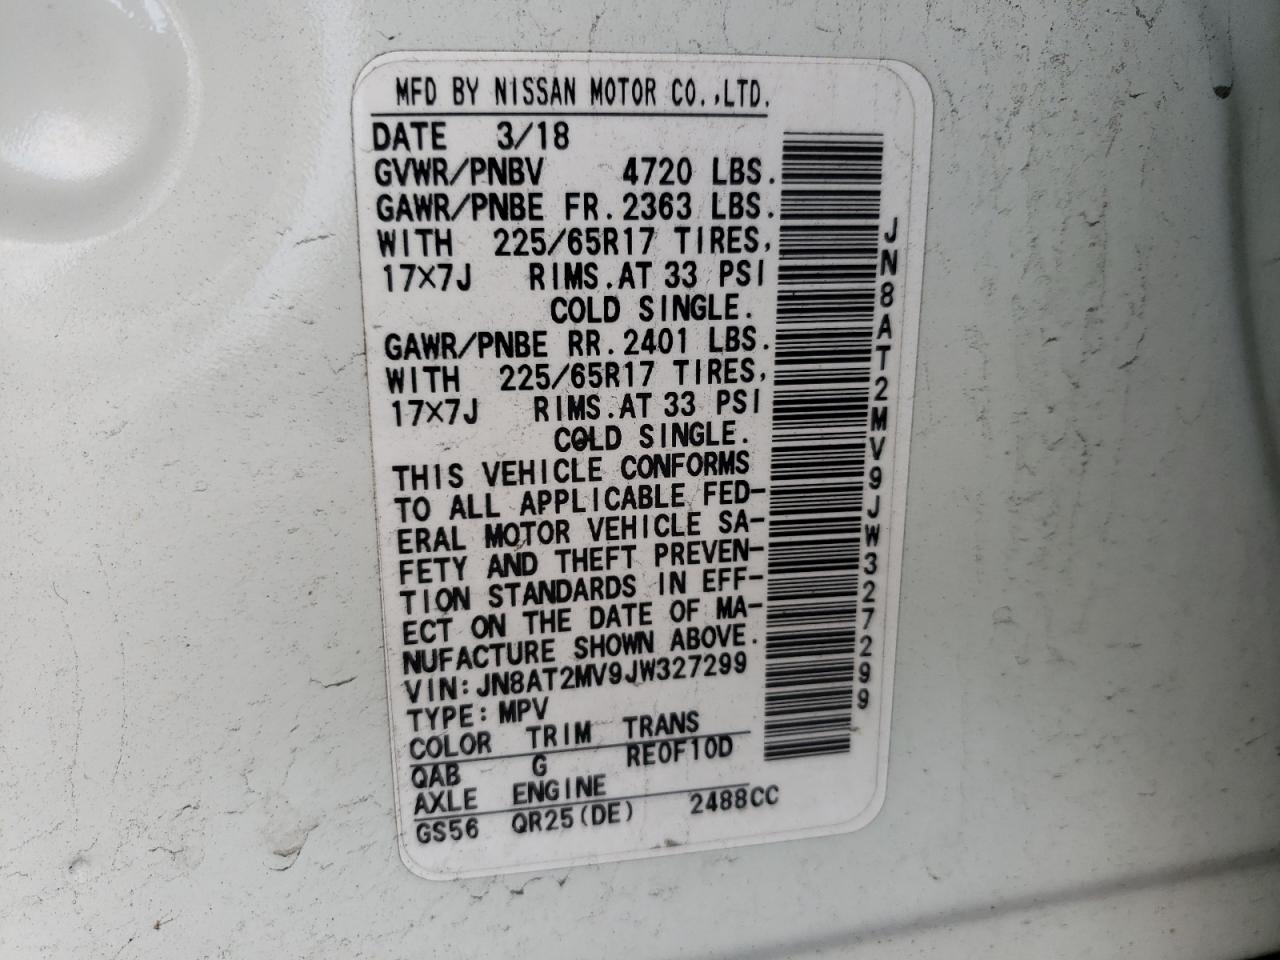 MFD BY NISSAN MOTOR CO.,LTD.
DATE 3/18
GVWR/PNBV 4720 LBS.
GAWR/PNBE FR. 2363 LBS.
WITH 225/65R17 TIRES,
17X7J RIMS.AT 33 PSI
COLD SINGLE.
GAWR/PNBE RR. 2401 LBS.
WITH 225/65R17 TIRES,
17X7J RIMS.AT 33 PSI
COLD SINGLE.
THIS VEHICLE CONFORMS
TO ALL APPLICABLE FED-
ERAL MOTOR VEHICLE SA-
FETY AND THEFT PREVEN-
TION STANDARDS IN EFF-
ECT ON THE DATE OF MA-
NUFACTURE SHOWN ABOVE.
VIN: JN8AT2MV9JW327299
TYPE: MPV
COLOR TRIM TRANS
QAB G RE0F10D
AXLE ENGINE
GS56 QR25(DE) 2488CC
JN8AT2MV9JW327299